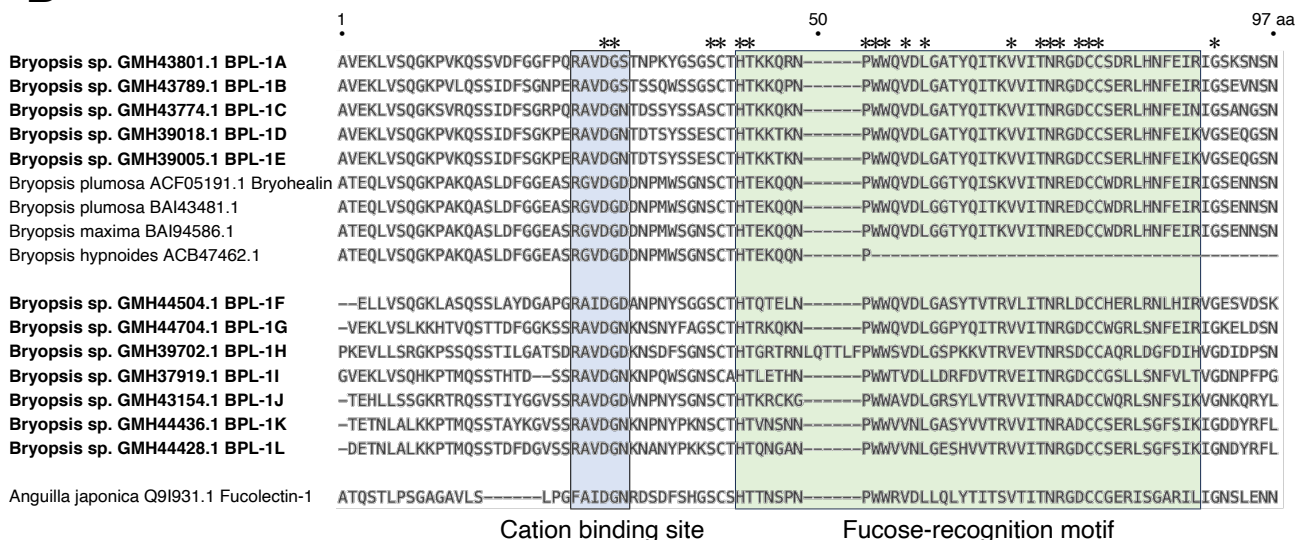 1 50 97 aa
** ** ** *** * * * *** *** *
Bryopsis sp. GMH43801.1 BPL-1A AVEKLVSQGKPVKQSSVDFGGFPQRAVDGSTNPKYGSGSCTHTKKQRN------PWWQVDLGATYQITKVVITNRGDCCSDRLHNFEIRIGSKSNSN
Bryopsis sp. GMH43789.1 BPL-1B AVEKLVSQGKPVLQSSIDFSGNPERAVDGSTSSQWSSGSCTHTKKQPN------PWWQVDLGATYQITKVVITNRGDCCSERLHNFEIRIGSEVNSN
Bryopsis sp. GMH43774.1 BPL-1C AVEKLVSQGKSVRQSSIDFSGRPQRAVDGNTDSSYSSASCTHTKKQKN------PWWQVDLGATYQITKVVITNRGDCCSERLHNFEINIGSANGSN
Bryopsis sp. GMH39018.1 BPL-1D AVEKLVSQGKPVKQSSIDFSGKPERAVDGNTDTSYSSESCTHTKKTKN------PWWQVDLGATYQITKVVITNRGDCCSERLHNFEIKVGSEQGSN
Bryopsis sp. GMH39005.1 BPL-1E AVEKLVSQGKPVKQSSIDFSGKPERAVDGNTDTSYSSESCTHTKKTKN------PWWQVDLGATYQITKVVITNRGDCCSERLHNFEIKVGSEQGSN
Bryopsis plumosa ACF05191.1 Bryohealin ATEQLVSQGKPAKQASLDFGGEASRGVDGDDNPMWSGNSCTHTEKQQN------PWWQVDLGGTYQISKVVITNREDCCWDRLHNFEIRIGSENNSN
Bryopsis plumosa BAI43481.1 ATEQLVSQGKPAKQASLDFGGEASRGVDGDDNPMWSGNSCTHTEKQQN------PWWQVDLGGTYQITKVVITNREDCCWDRLHNFEIRIGSENNSN
Bryopsis maxima BAI94586.1 ATEQLVSQGKPAKQASLDFGGEASRGVDGDDNPMWSGNSCTHTEKQQN------PWWQVDLGGTYQITKVVITNREDCCWDRLHNFEIRIGSENNSN
Bryopsis hypnoides ACB47462.1 ATEQLVSQGKPAKQASLDFGGEASRGVDGDDNPMWSGNSCTHTEKQQN------P------------------------------------------
Bryopsis sp. GMH44504.1 BPL-1F --ELLVSQGKLASQSSLAYDGAPGRAIDGDANPNYSGGSCTHTQTELN------PWWQVDLGASYTVTRVLITNRLDCCHERLRNLHIRVGESVDSK
Bryopsis sp. GMH44704.1 BPL-1G -VEKLVSLKKHTVQSTTDFGGKSSRAVDGNKNSNYFAGSCTHTRKQKN------PWWQVDLGGPYQITRVVITNRGDCCWGRLSNFEIRIGKELDSN
Bryopsis sp. GMH39702.1 BPL-1H PKEVLLSRGKPSSQSSTILGATSDRAVDGDKNSDFSGNSCTHTGRTRNLQTTLFPWWSVDLGSPKKVTRVEVTNRSDCCAQRLDGFDIHVGDIDPSN
Bryopsis sp. GMH37919.1 BPL-1I GVEKLVSQHKPTMQSSTHTD--SSRAVDGNKNPQWSGNSCAHTLETHN------PWWTVDLLDRFDVTRVEITNRGDCCGSLLSNFVLTVGDNPFPG
Bryopsis sp. GMH43154.1 BPL-1J -TEHLLSSGKRTRQSSTIYGGVSSRAVDGDVNPNYSGNSCTHTKRCKG------PWWAVDLGRSYLVTRVVITNRADCCWQRLSNFSIKVGNKQRYL
Bryopsis sp. GMH44436.1 BPL-1K -TETNLALKKPTMQSSTAYKGVSSRAVDGNKNPNYPKNSCTHTVNSNN------PWWVVNLGASYVVTRVVITNRADCCSERLSGFSIKIGDDYRFL
Bryopsis sp. GMH44428.1 BPL-1L -DETNLALKKPTMQSSTDFDGVSSRAVDGNKNANYPKKSCTHTQNGAN------PWWVVNLGESHVVTRVVITNRGDCCSERLSGFSIKIGNDYRFL
Anguilla japonica Q9I931.1 Fucolectin-1 ATQSTLPSGAGAVLS------LPGFAIDGNRDSDFSHGSCSHTTNSPN------PWWRVDLLQLYTITSVTITNRGDCCGERISGARILIGNSLENN
Cation binding site Fucose-recognition motif